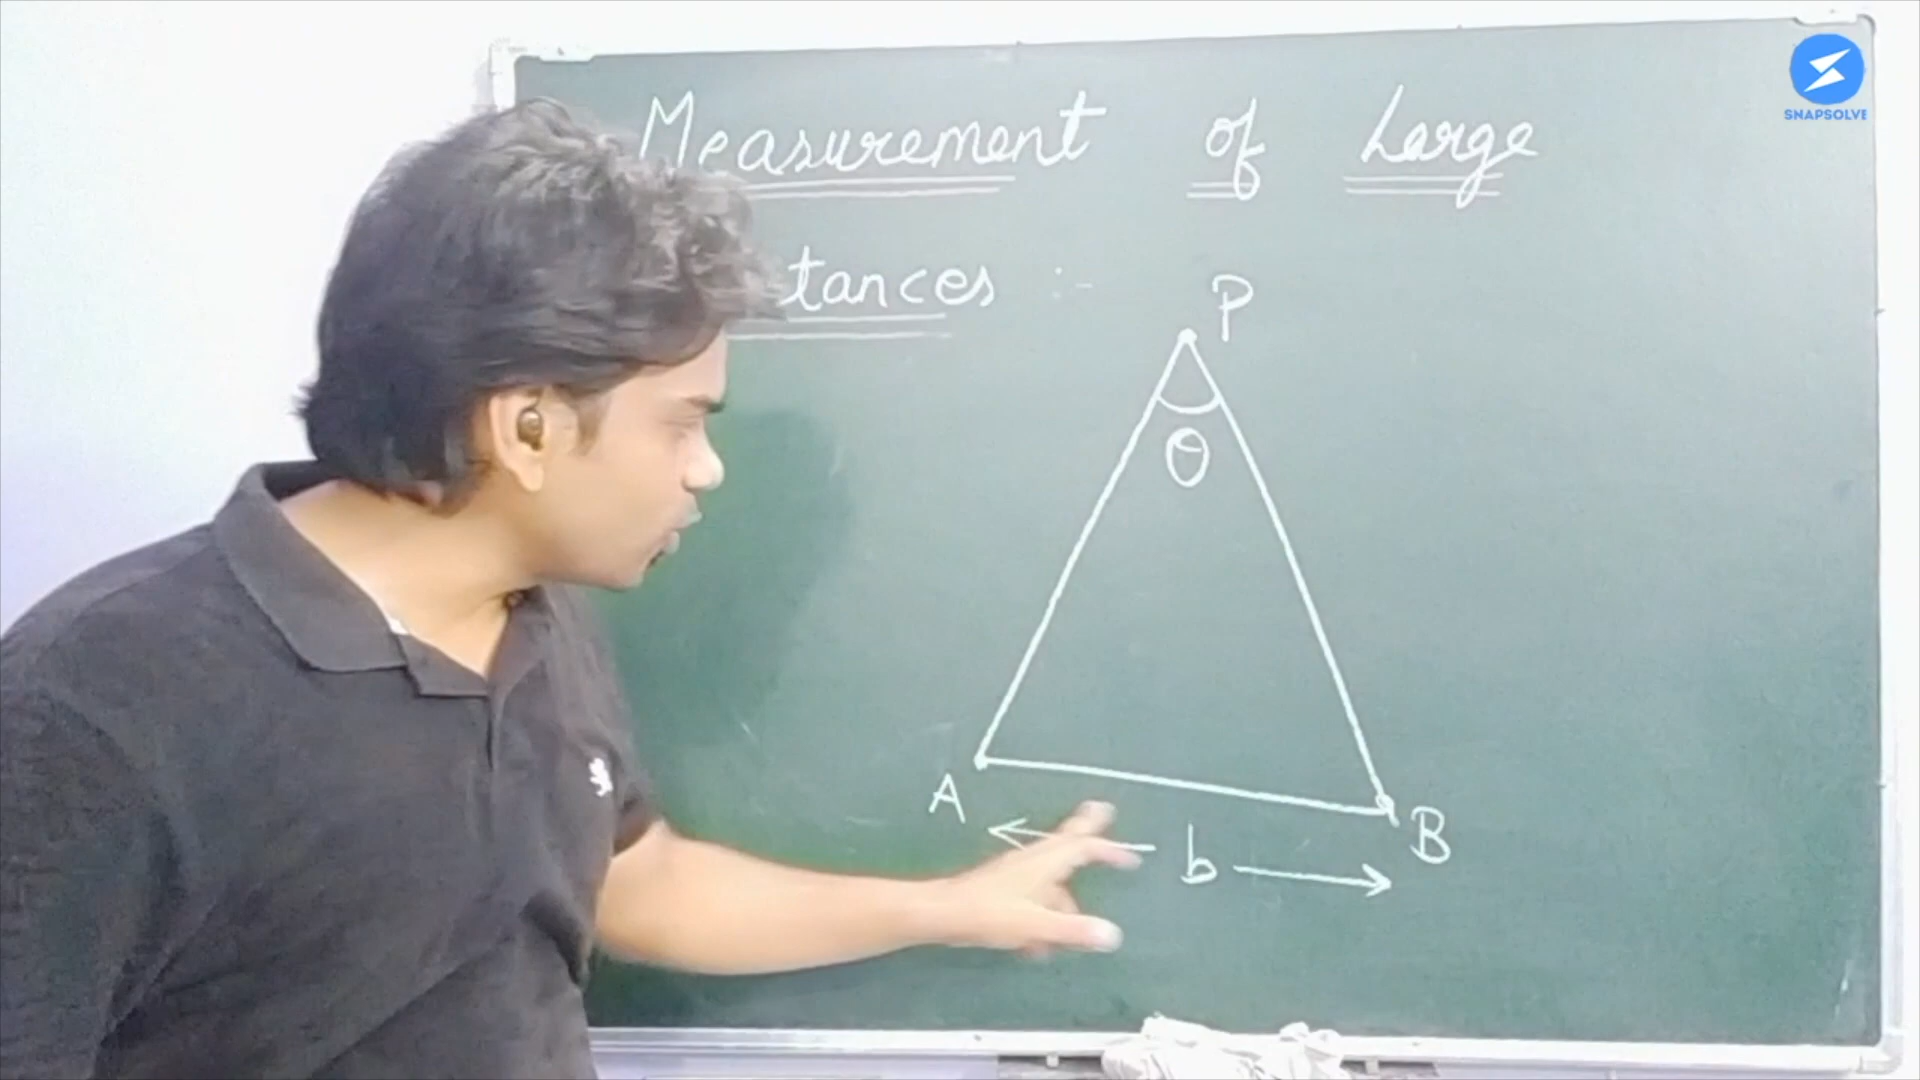 Measurement of Large
tances :-
P
θ
A
b
B
SNAPSOLVE